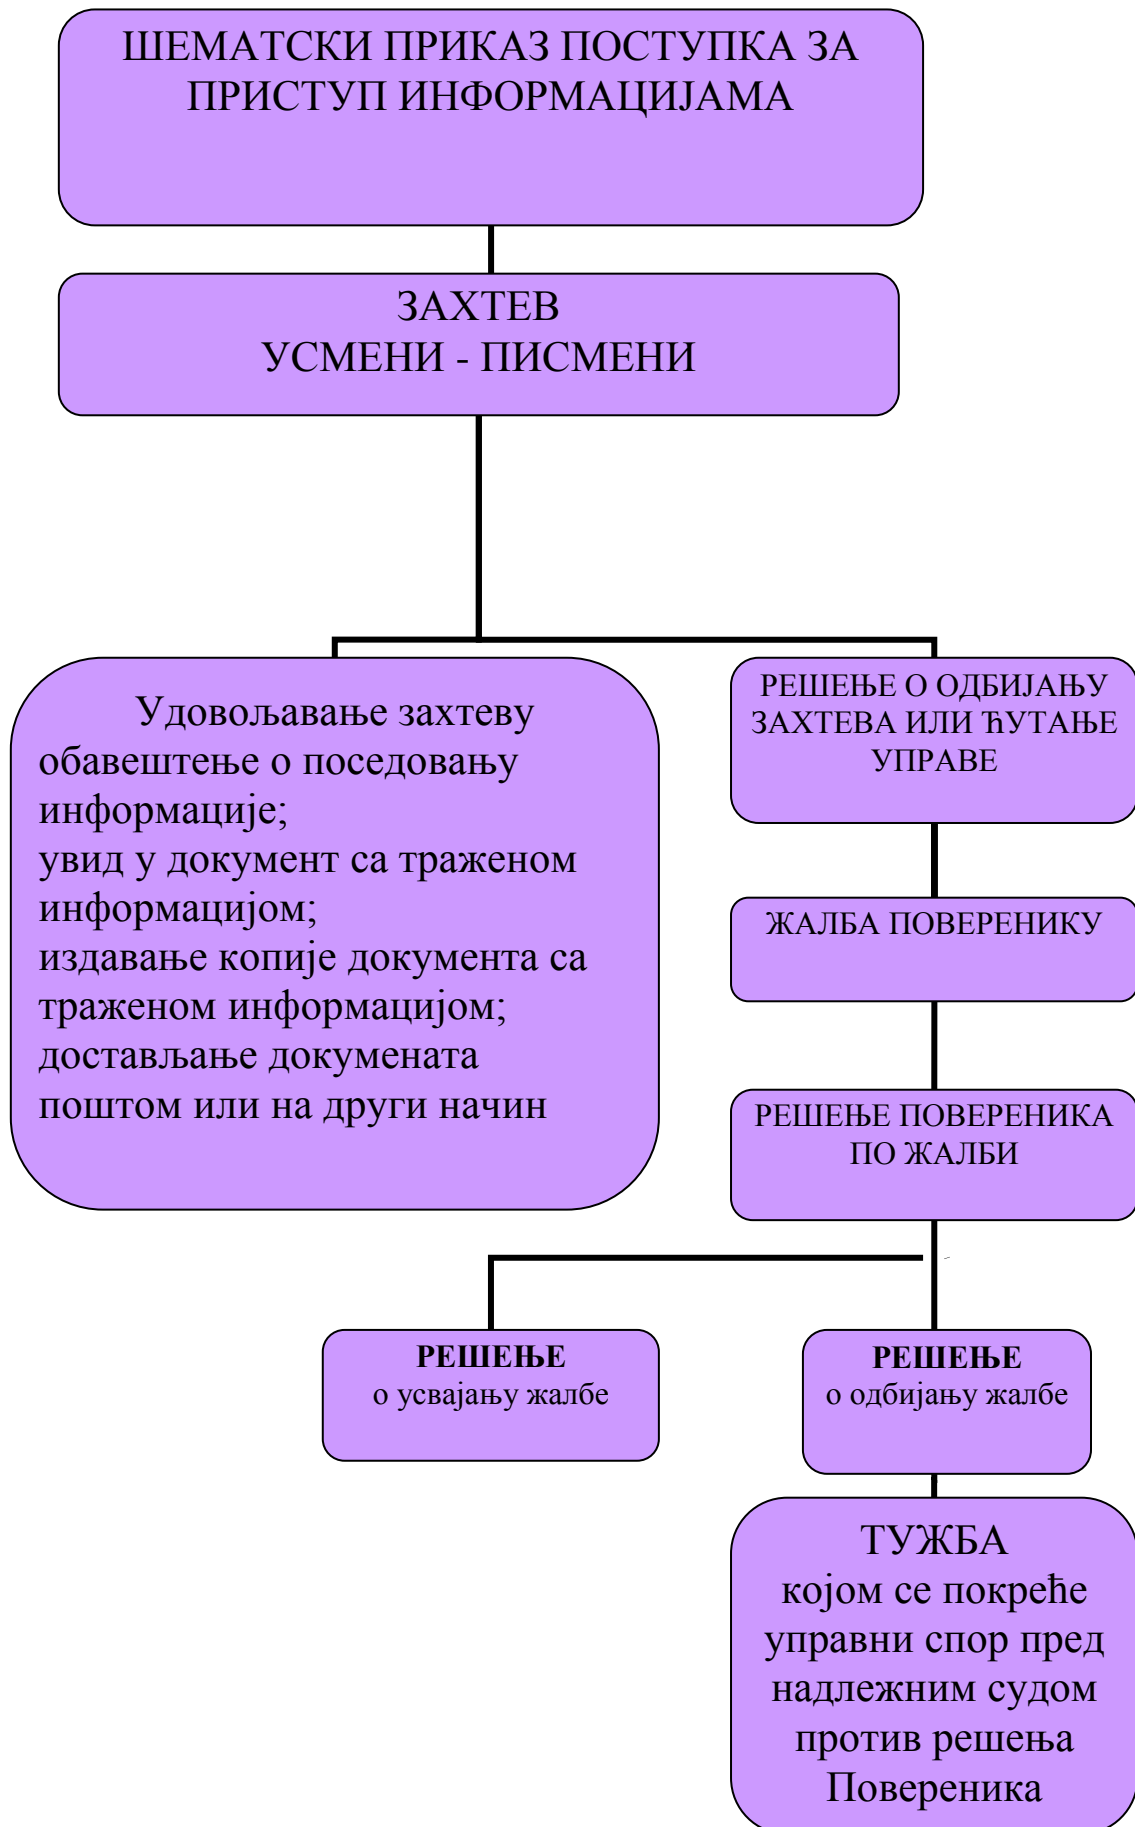 ШЕМАТСКИ ПРИКАЗ ПОСТУПКА ЗА
ПРИСТУП ИНФОРМАЦИЈАМА
ЗАХТЕВ
УСМЕНИ - ПИСМЕНИ
Удовољавање захтеву
обавештење о поседовању
информације;
увид у документ са траженом
информацијом;
издавање копије документа са
траженом информацијом;
достављање докумената
поштом или на други начин
РЕШЕЊЕ О ОДБИЈАЊУ
ЗАХТЕВА ИЛИ ЋУТАЊЕ
УПРАВЕ
ЖАЛБА ПОВЕРЕНИКУ
РЕШЕЊЕ ПОВЕРЕНИКА
ПО ЖАЛБИ
РЕШЕЊЕ
о усвајању жалбе
РЕШЕЊЕ
о одбијању жалбе
ТУЖБА
којом се покреће
управни спор пред
надлежним судом
против решења
Повереника